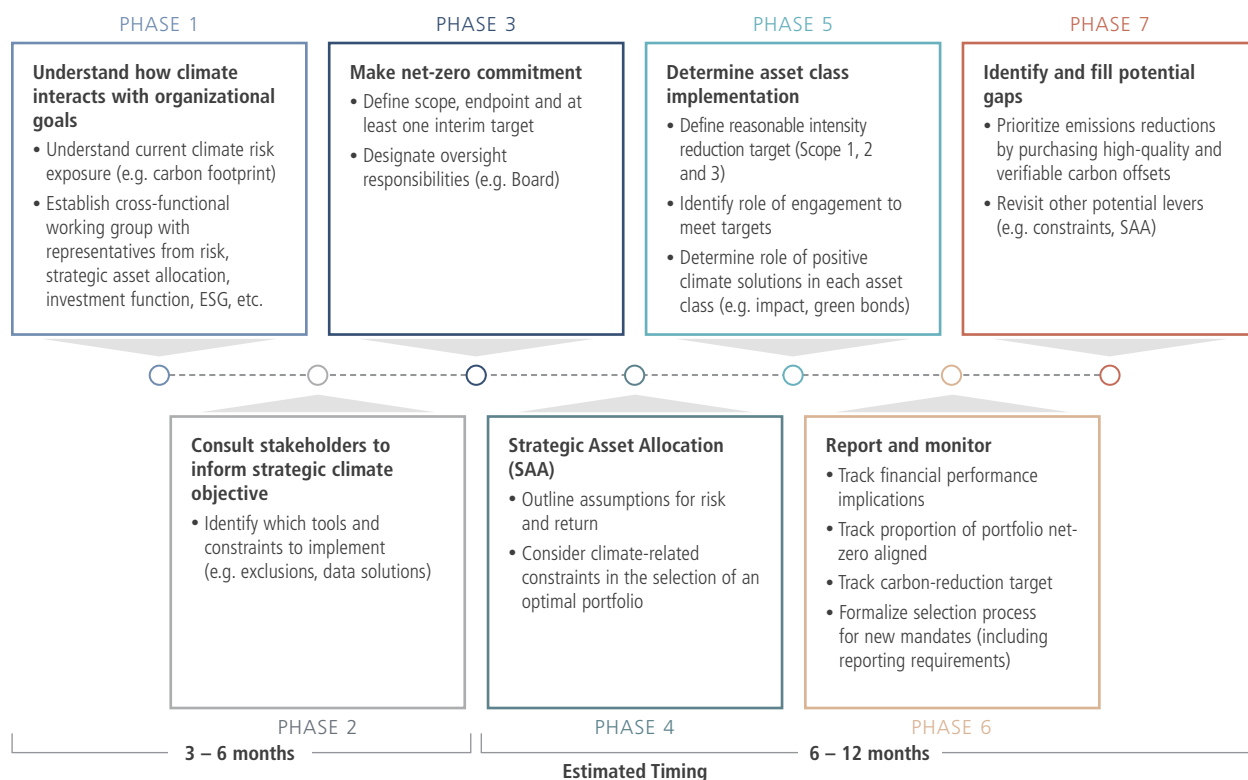 PHASE 1
Understand how climate
interacts with organizational
goals
• Understand current climate risk
exposure (e.g. carbon footprint)
• Establish cross-functional
working group with
representatives from risk,
strategic asset allocation,
investment function, ESG, etc.
PHASE 3
Make net-zero commitment
• Define scope, endpoint and at
least one interim target
• Designate oversight
responsibilities (e.g. Board)
PHASE 5
Determine asset class
implementation
• Define reasonable intensity
reduction target (Scope 1, 2
and 3)
• Identify role of engagement to
meet targets
• Determine role of positive
climate solutions in each asset
class (e.g. impact, green bonds)
PHASE 7
Identify and fill potential
gaps
• Prioritize emissions reductions
by purchasing high-quality and
verifiable carbon offsets
• Revisit other potential levers
(e.g. constraints, SAA)
Consult stakeholders to
inform strategic climate
objective
• Identify which tools and
constraints to implement
(e.g. exclusions, data solutions)
PHASE 2
Strategic Asset Allocation
(SAA)
• Outline assumptions for risk
and return
• Consider climate-related
constraints in the selection of an
optimal portfolio
PHASE 4
Report and monitor
• Track financial performance
implications
• Track proportion of portfolio net-
zero aligned
• Track carbon-reduction target
• Formalize selection process
for new mandates (including
reporting requirements)
PHASE 6
3 – 6 months
6 – 12 months
Estimated Timing